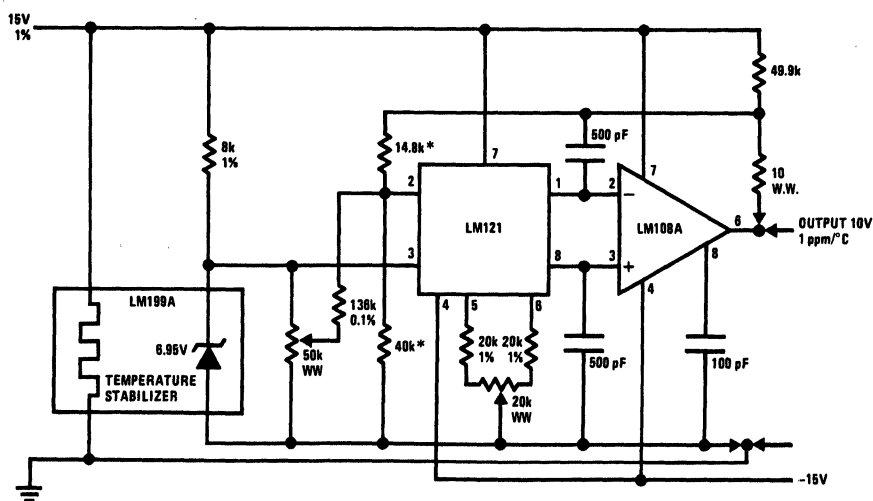 15V
1%
49.9k
8k
1%
14.8k*
500 pF
7
10
W.W.
2
1
2
7
LM121
LM108A
6
OUTPUT 10V
1 ppm/°C
3
8
3
8
4
5
6
4
LM199A
136k
0.1%
6.95V
50k
WW
40k*
20k
1%
20k
1%
500 pF
100 pF
TEMPERATURE
STABILIZER
20k
WW
−
+
-15V